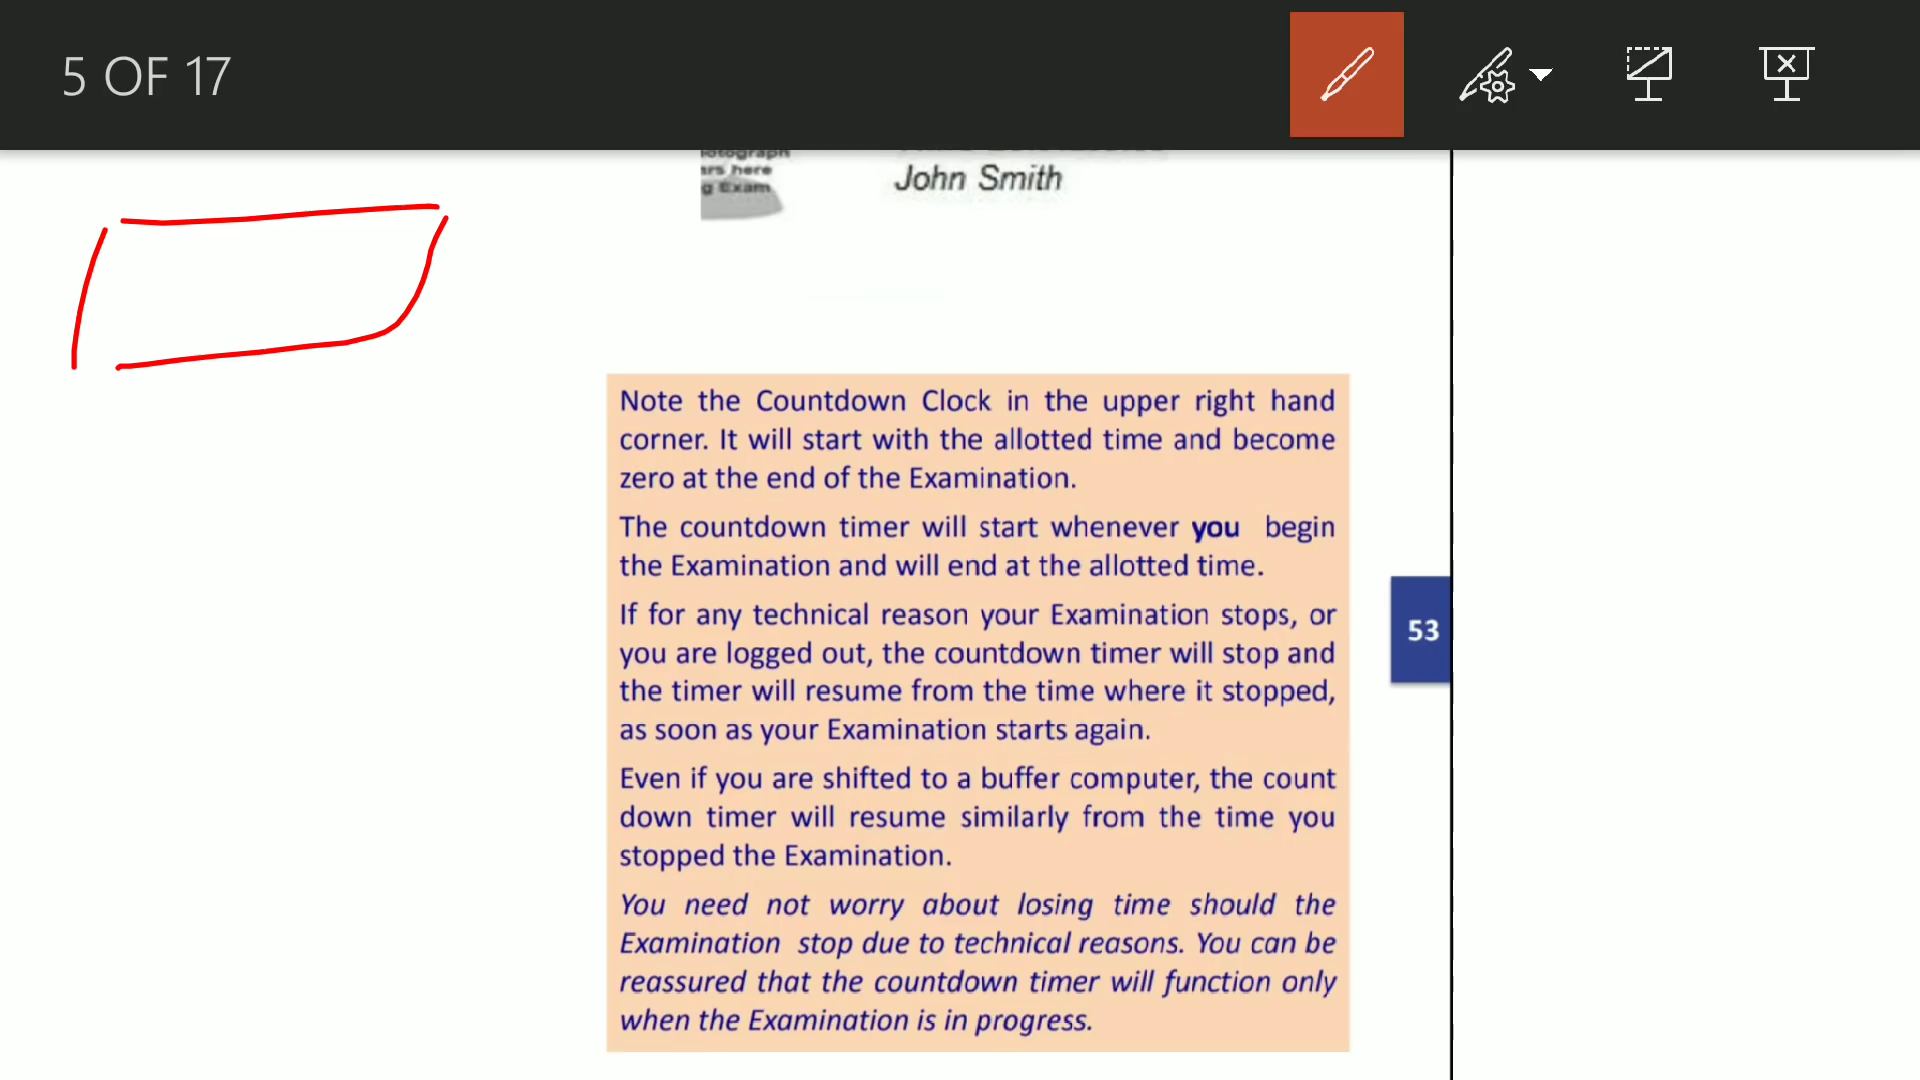 5 OF 17
ars here
g Exam
John Smith
Note the Countdown Clock in the upper right hand
corner. It will start with the allotted time and become
zero at the end of the Examination.
The countdown timer will start whenever you begin
the Examination and will end at the allotted time.
If for any technical reason your Examination stops, or
you are logged out, the countdown timer will stop and
the timer will resume from the time where it stopped,
as soon as your Examination starts again.
53
Even if you are shifted to a buffer computer, the count
down timer will resume similarly from the time you
stopped the Examination.
You need not worry about losing time should the
Examination stop due to technical reasons. You can be
reassured that the countdown timer will function only
when the Examination is in progress.